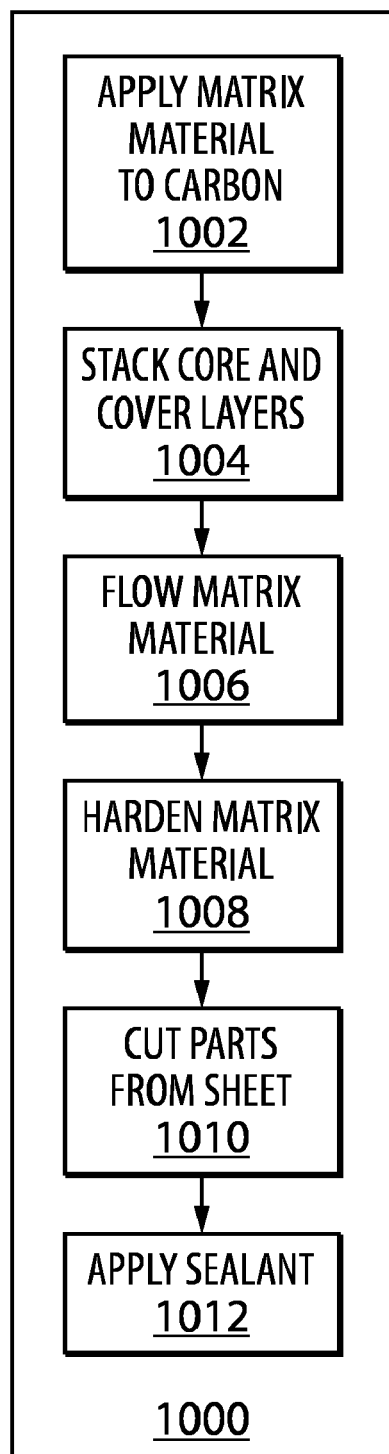 APPLY MATRIX
MATERIAL
TO CARBON
1002
STACK CORE AND
COVER LAYERS
1004
FLOW MATRIX
MATERIAL
1006
HARDEN MATRIX
MATERIAL
1008
CUT PARTS
FROM SHEET
1010
APPLY SEALANT
1012
1000